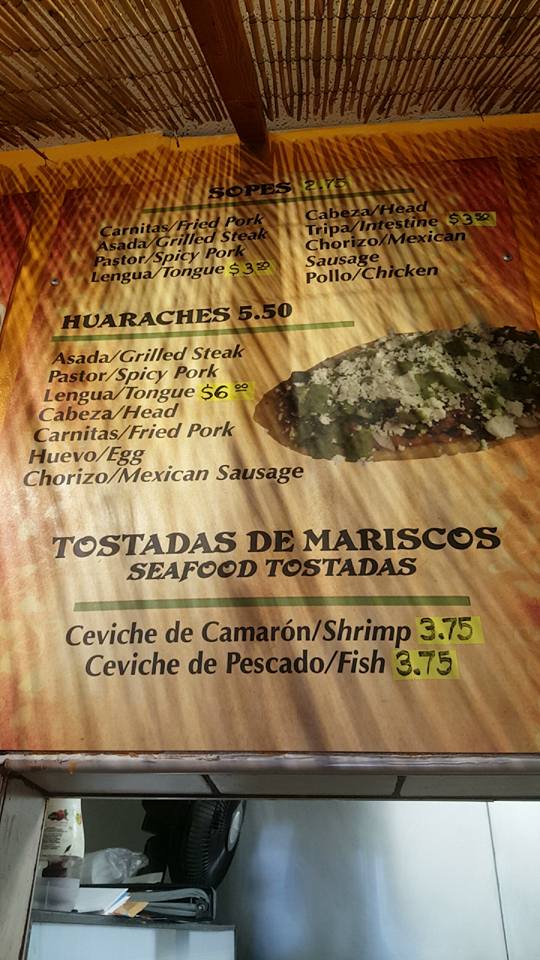 SOPES 2.75
Carnitas/Fried Pork
Asada/Grilled Steak
Pastor/Spicy Pork
Lengua/Tongue $3.50
Cabeza/Head
Tripa/Intestine $3.50
Chorizo/Mexican
Sausage
Pollo/Chicken
HUARACHES 5.50
Asada/Grilled Steak
Pastor/Spicy Pork
Lengua/Tongue $6.00
Cabeza/Head
Carnitas/Fried Pork
Huevo/Egg
Chorizo/Mexican Sausage
TOSTADAS DE MARISCOS
SEAFOOD TOSTADAS
Ceviche de Camarón/Shrimp 3.75
Ceviche de Pescado/Fish 3.75